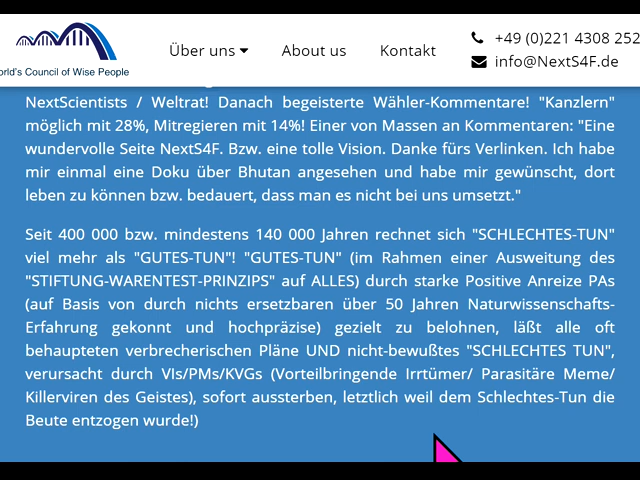 Über uns About us Kontakt
+49 (0)221 4308 252
info@NextS4F.de
orld's Council of Wise People
NextScientists / Weltrat! Danach begeisterte Wähler-Kommentare! "Kanzlern"
möglich mit 28%, Mitregieren mit 14%! Einer von Massen an Kommentaren: "Eine
wundervolle Seite NextS4F. Bzw. eine tolle Vision. Danke fürs Verlinken. Ich habe
mir einmal eine Doku über Bhutan angesehen und habe mir gewünscht, dort
leben zu können bzw. bedauert, dass man es nicht bei uns umsetzt."
Seit 400 000 bzw. mindestens 140 000 Jahren rechnet sich "SCHLECHTES-TUN"
viel mehr als "GUTES-TUN"! "GUTES-TUN" (im Rahmen einer Ausweitung des
"STIFTUNG-WARENTEST-PRINZIPS" auf ALLES) durch starke Positive Anreize PAs
(auf Basis von durch nichts ersetzbaren über 50 Jahren Naturwissenschafts-
Erfahrung gekonnt und hochpräzise) gezielt zu belohnen, läßt alle oft
behaupteten verbrecherischen Pläne UND nicht-bewußtes "SCHLECHTES TUN",
verursacht durch VIs/PMs/KVGs (Vorteilbringende Irrtümer/ Parasitäre Meme/
Killerviren des Geistes), sofort aussterben, letztlich weil dem Schlechtes-Tun die
Beute entzogen wurde!)